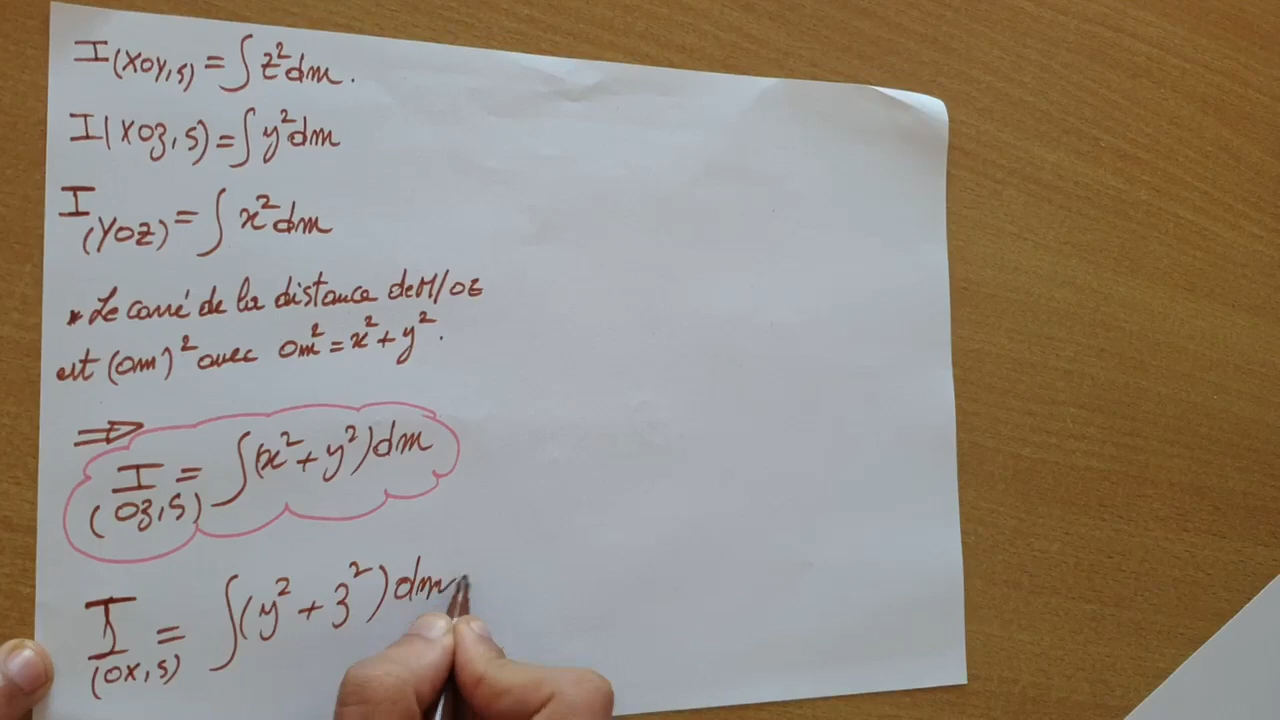 I(XOY,S) = ∫z²dm.
I(XOz,S) = ∫y²dm
I(YOZ) = ∫x²dm
* Le carré de la distance de M/OZ
est (Om)² avec Om² = x² + y².
⇒ I(Oz,S) = ∫(x² + y²)dm
I(OX,S) = ∫(y² + z²)dm